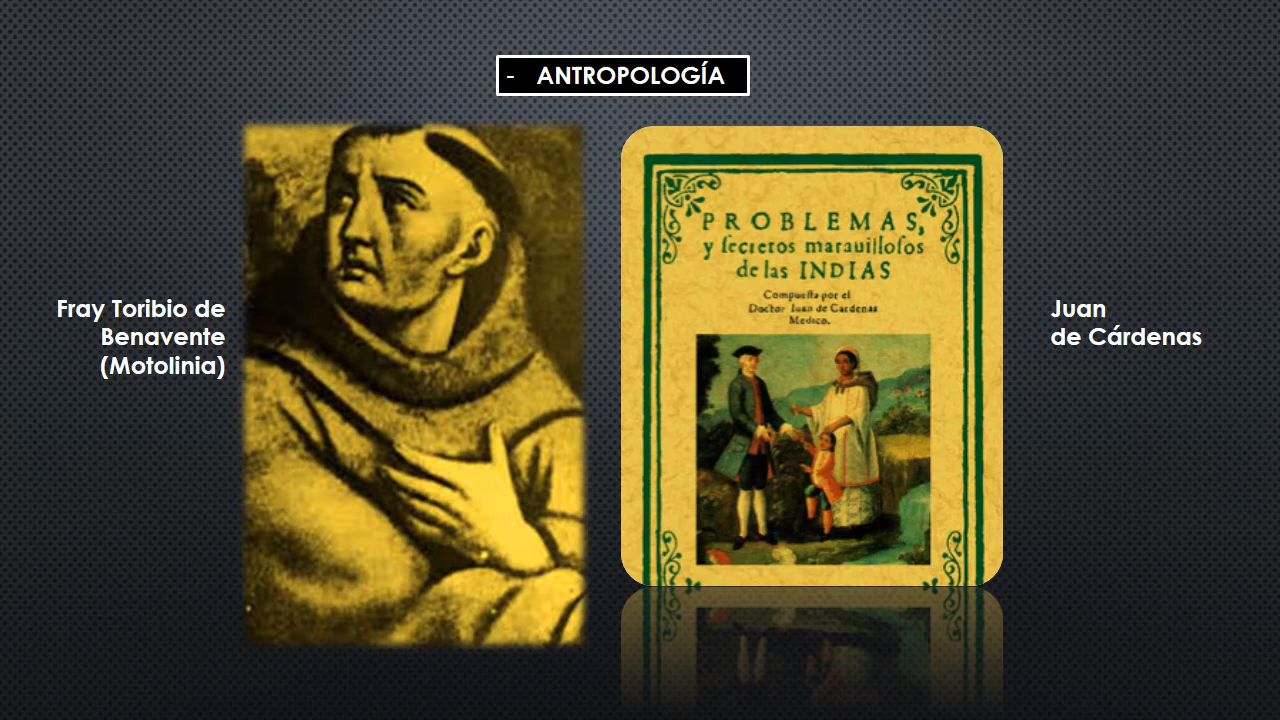 - ANTROPOLOGÍA
Fray Toribio de
Benavente
(Motolinia)
PROBLEMAS,
y ſecretos marauilloſos
de las INDIAS
Compueſta por el
Doctor Iuan de Cardenas
Medico.
Juan
de Cárdenas